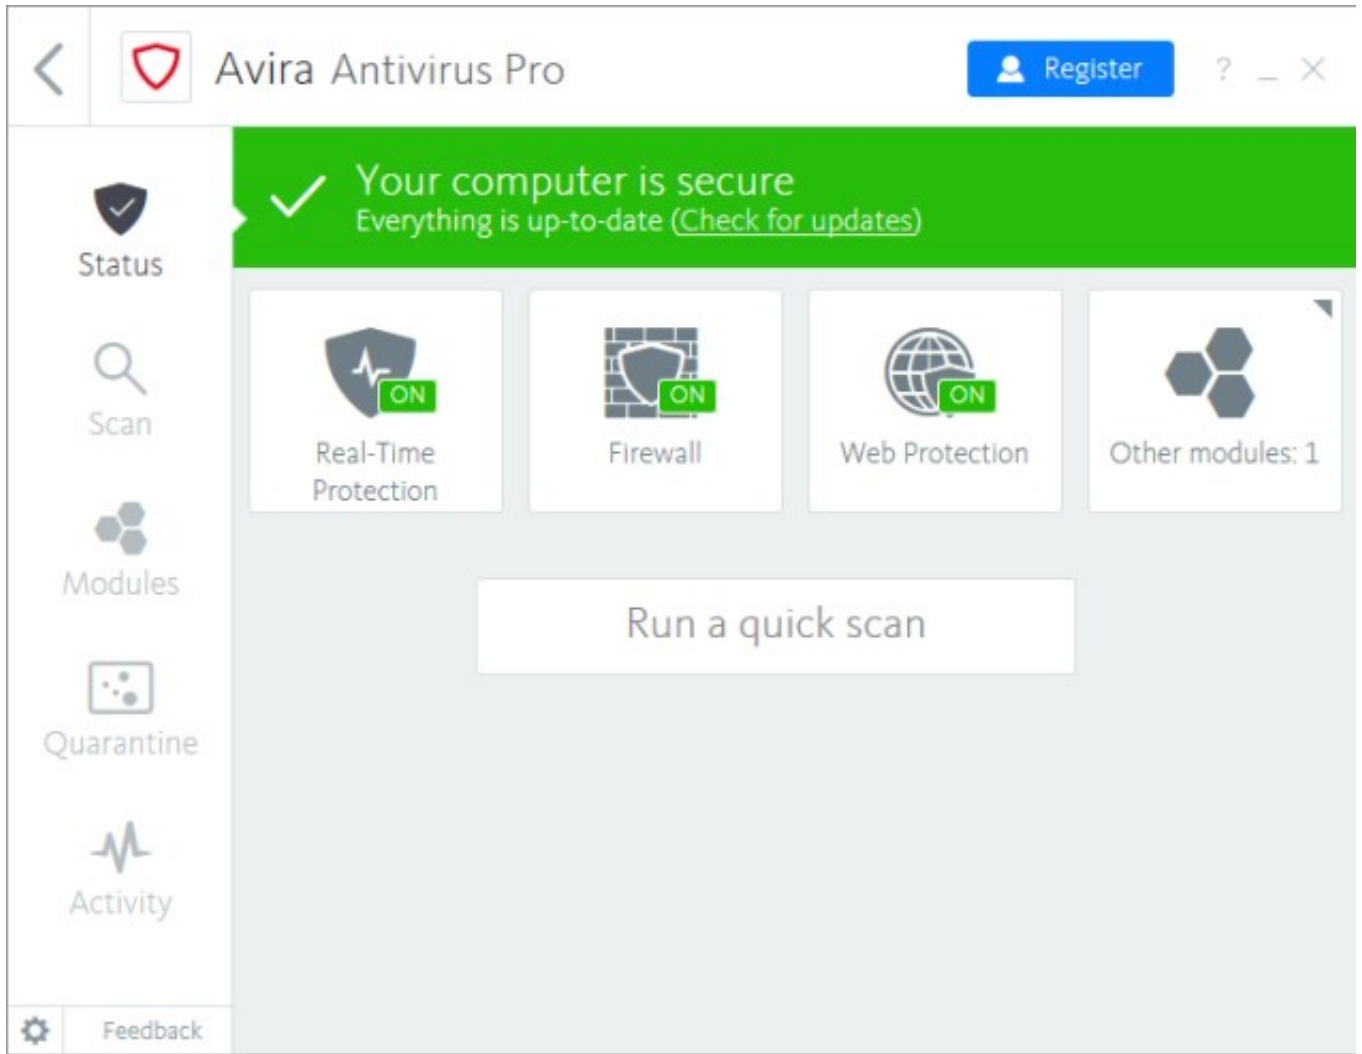 Avira Antivirus Pro
Register
?
Status
Scan
Modules
Quarantine
Activity
Feedback
Your computer is secure
Everything is up-to-date (Check for updates)
ON
Real-Time
Protection
ON
Firewall
ON
Web Protection
Other modules: 1
Run a quick scan